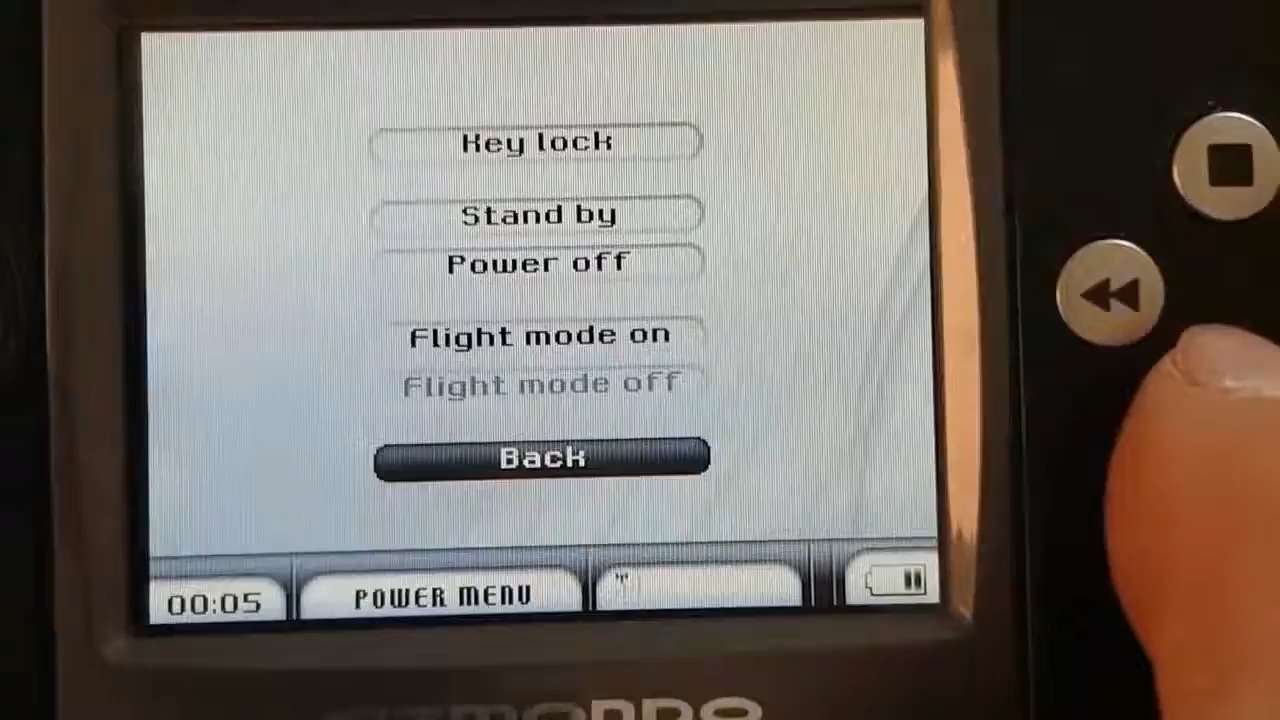 Key lock
Stand by
Power off
Flight mode on
Flight mode off
Back
00:05
POWER MENU